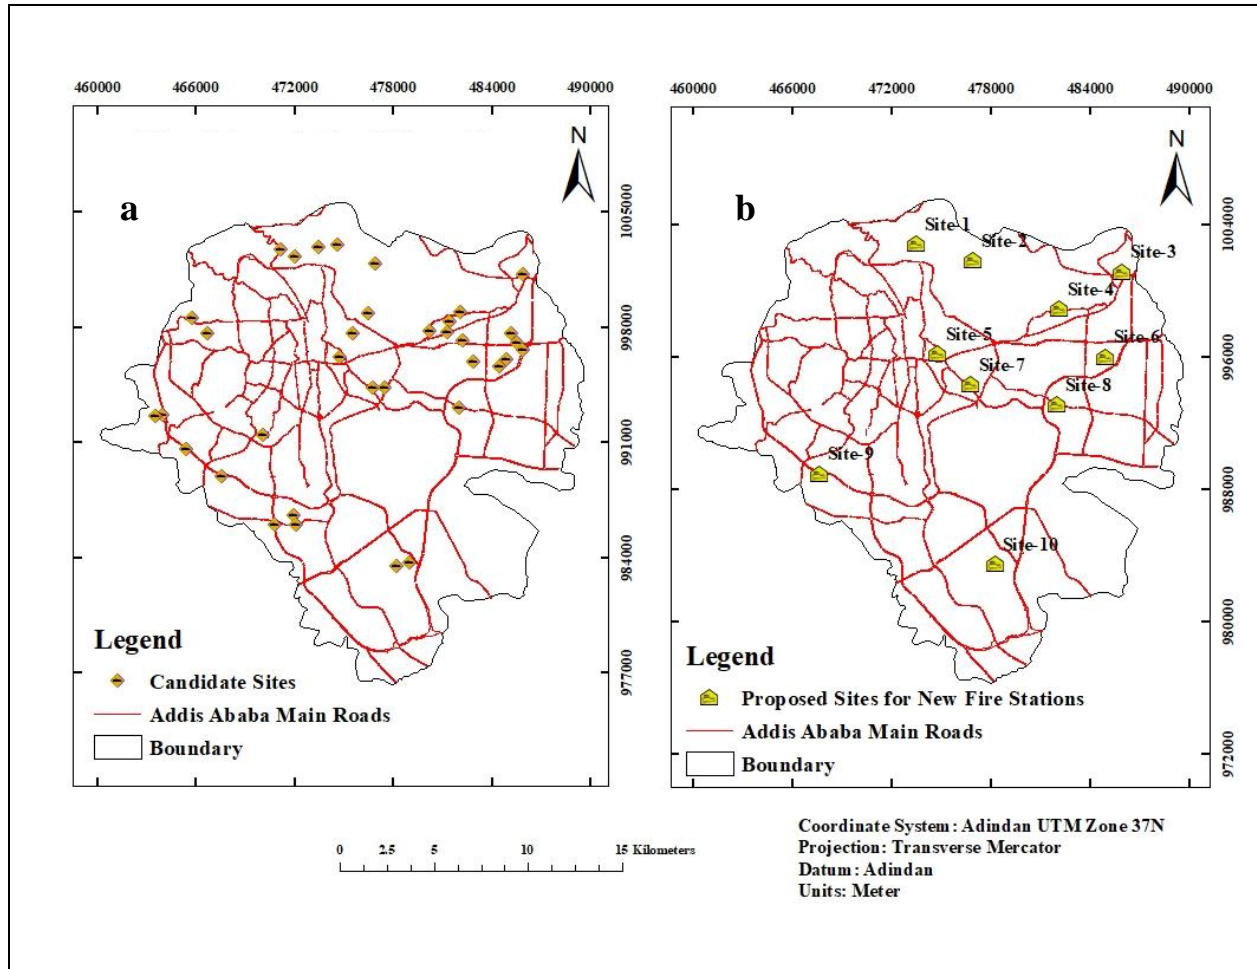 460000 466000 472000 478000 484000 490000
N
a
1005000
998000
991000
984000
977000
Legend
Candidate Sites
Addis Ababa Main Roads
Boundary
460000 466000 472000 478000 484000 490000
N
b
1004000
996000
988000
980000
972000
Site-1
Site-2
Site-3
Site-4
Site-5
Site-6
Site-7
Site-8
Site-9
Site-10
Legend
Proposed Sites for New Fire Stations
Addis Ababa Main Roads
Boundary
0 2.5 5 10 15 Kilometers
Coordinate System: Adindan UTM Zone 37N
Projection: Transverse Mercator
Datum: Adindan
Units: Meter